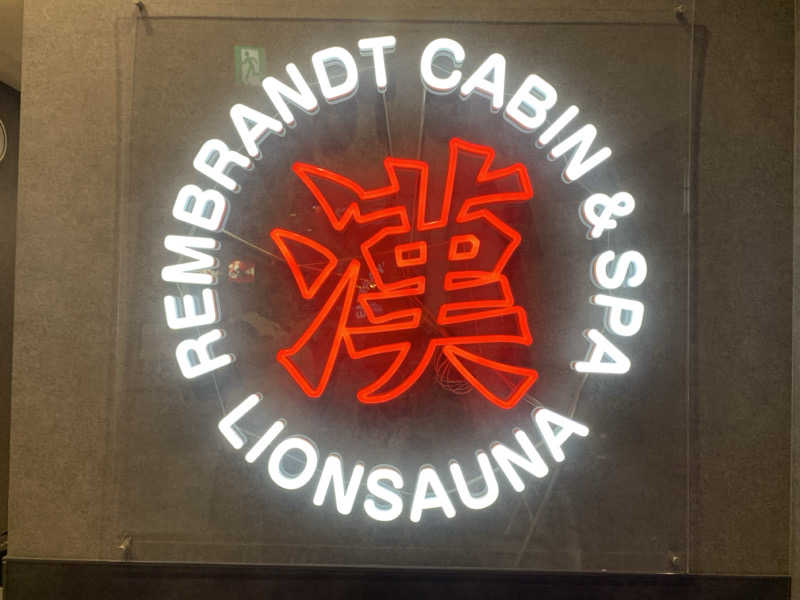 REMBRANDT CABIN & SPA
漢
LIONSAUNA